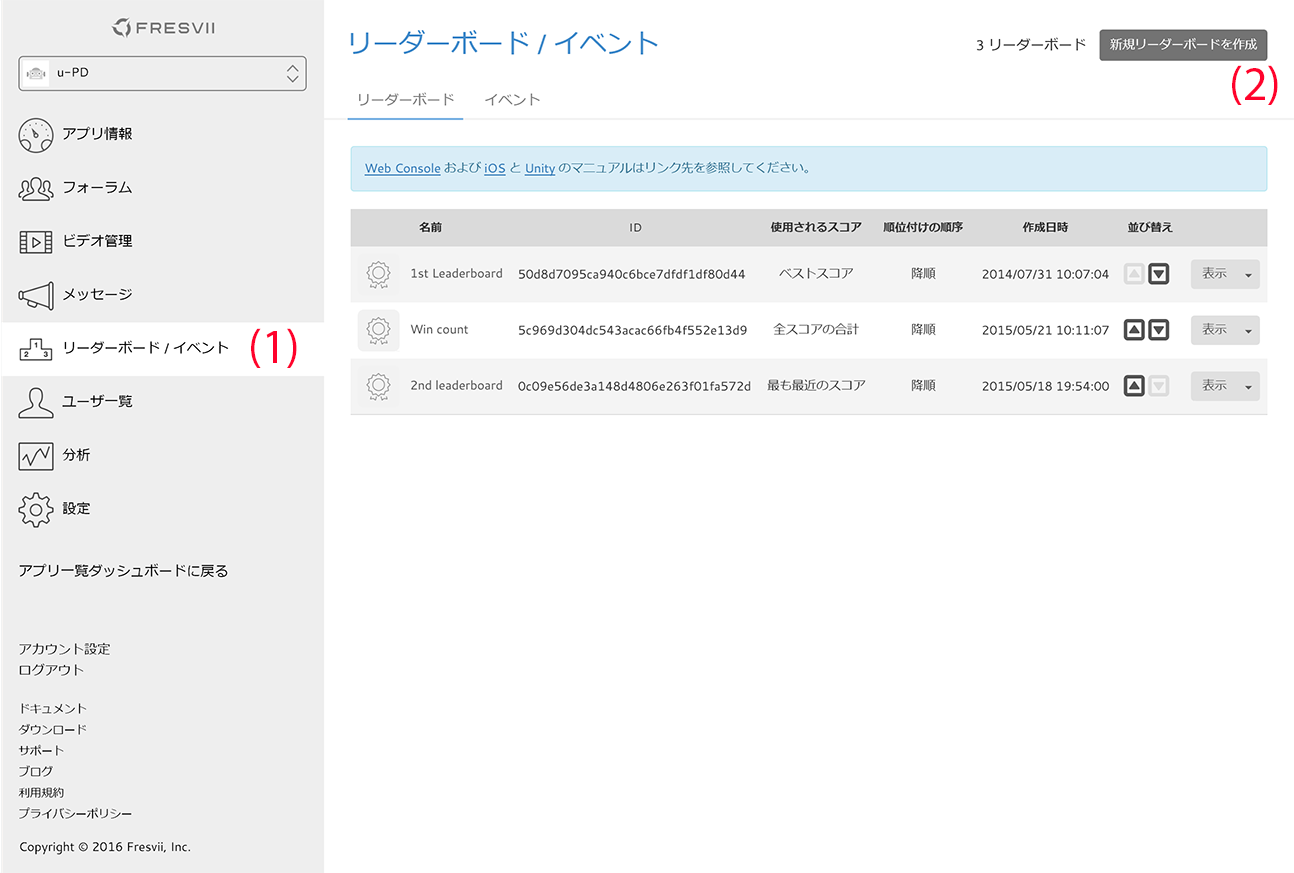 FRESVII
u-PD
アプリ情報
フォーラム
ビデオ管理
メッセージ
リーダーボード / イベント (1)
ユーザー覧
分析
設定
アプリ一覧ダッシュボードに戻る
アカウント設定
ログアウト
ドキュメント
ダウンロード
サポート
ブログ
利用規約
プライバシーポリシー
Copyright © 2016 Fresvii, Inc.
リーダーボード / イベント
3 リーダーボード 新規リーダーボードを作成
(2)
リーダーボード イベント
Web Console および iOS と Unity のマニュアルはリンク先を参照してください。
名前 ID 使用されるスコア 順位付けの順序 作成日時 並び替え
1st Leaderboard 50d8d7095ca940c6bce7dfdf1df80d44 ベストスコア 降順 2014/07/31 10:07:04 表示
Win count 5c969d304dc543acac66fb4f552e13d9 全スコアの合計 降順 2015/05/21 10:11:07 表示
2nd leaderboard 0c09e56de3a148d4806e263f01fa572d 最も最近のスコア 降順 2015/05/18 19:54:00 表示